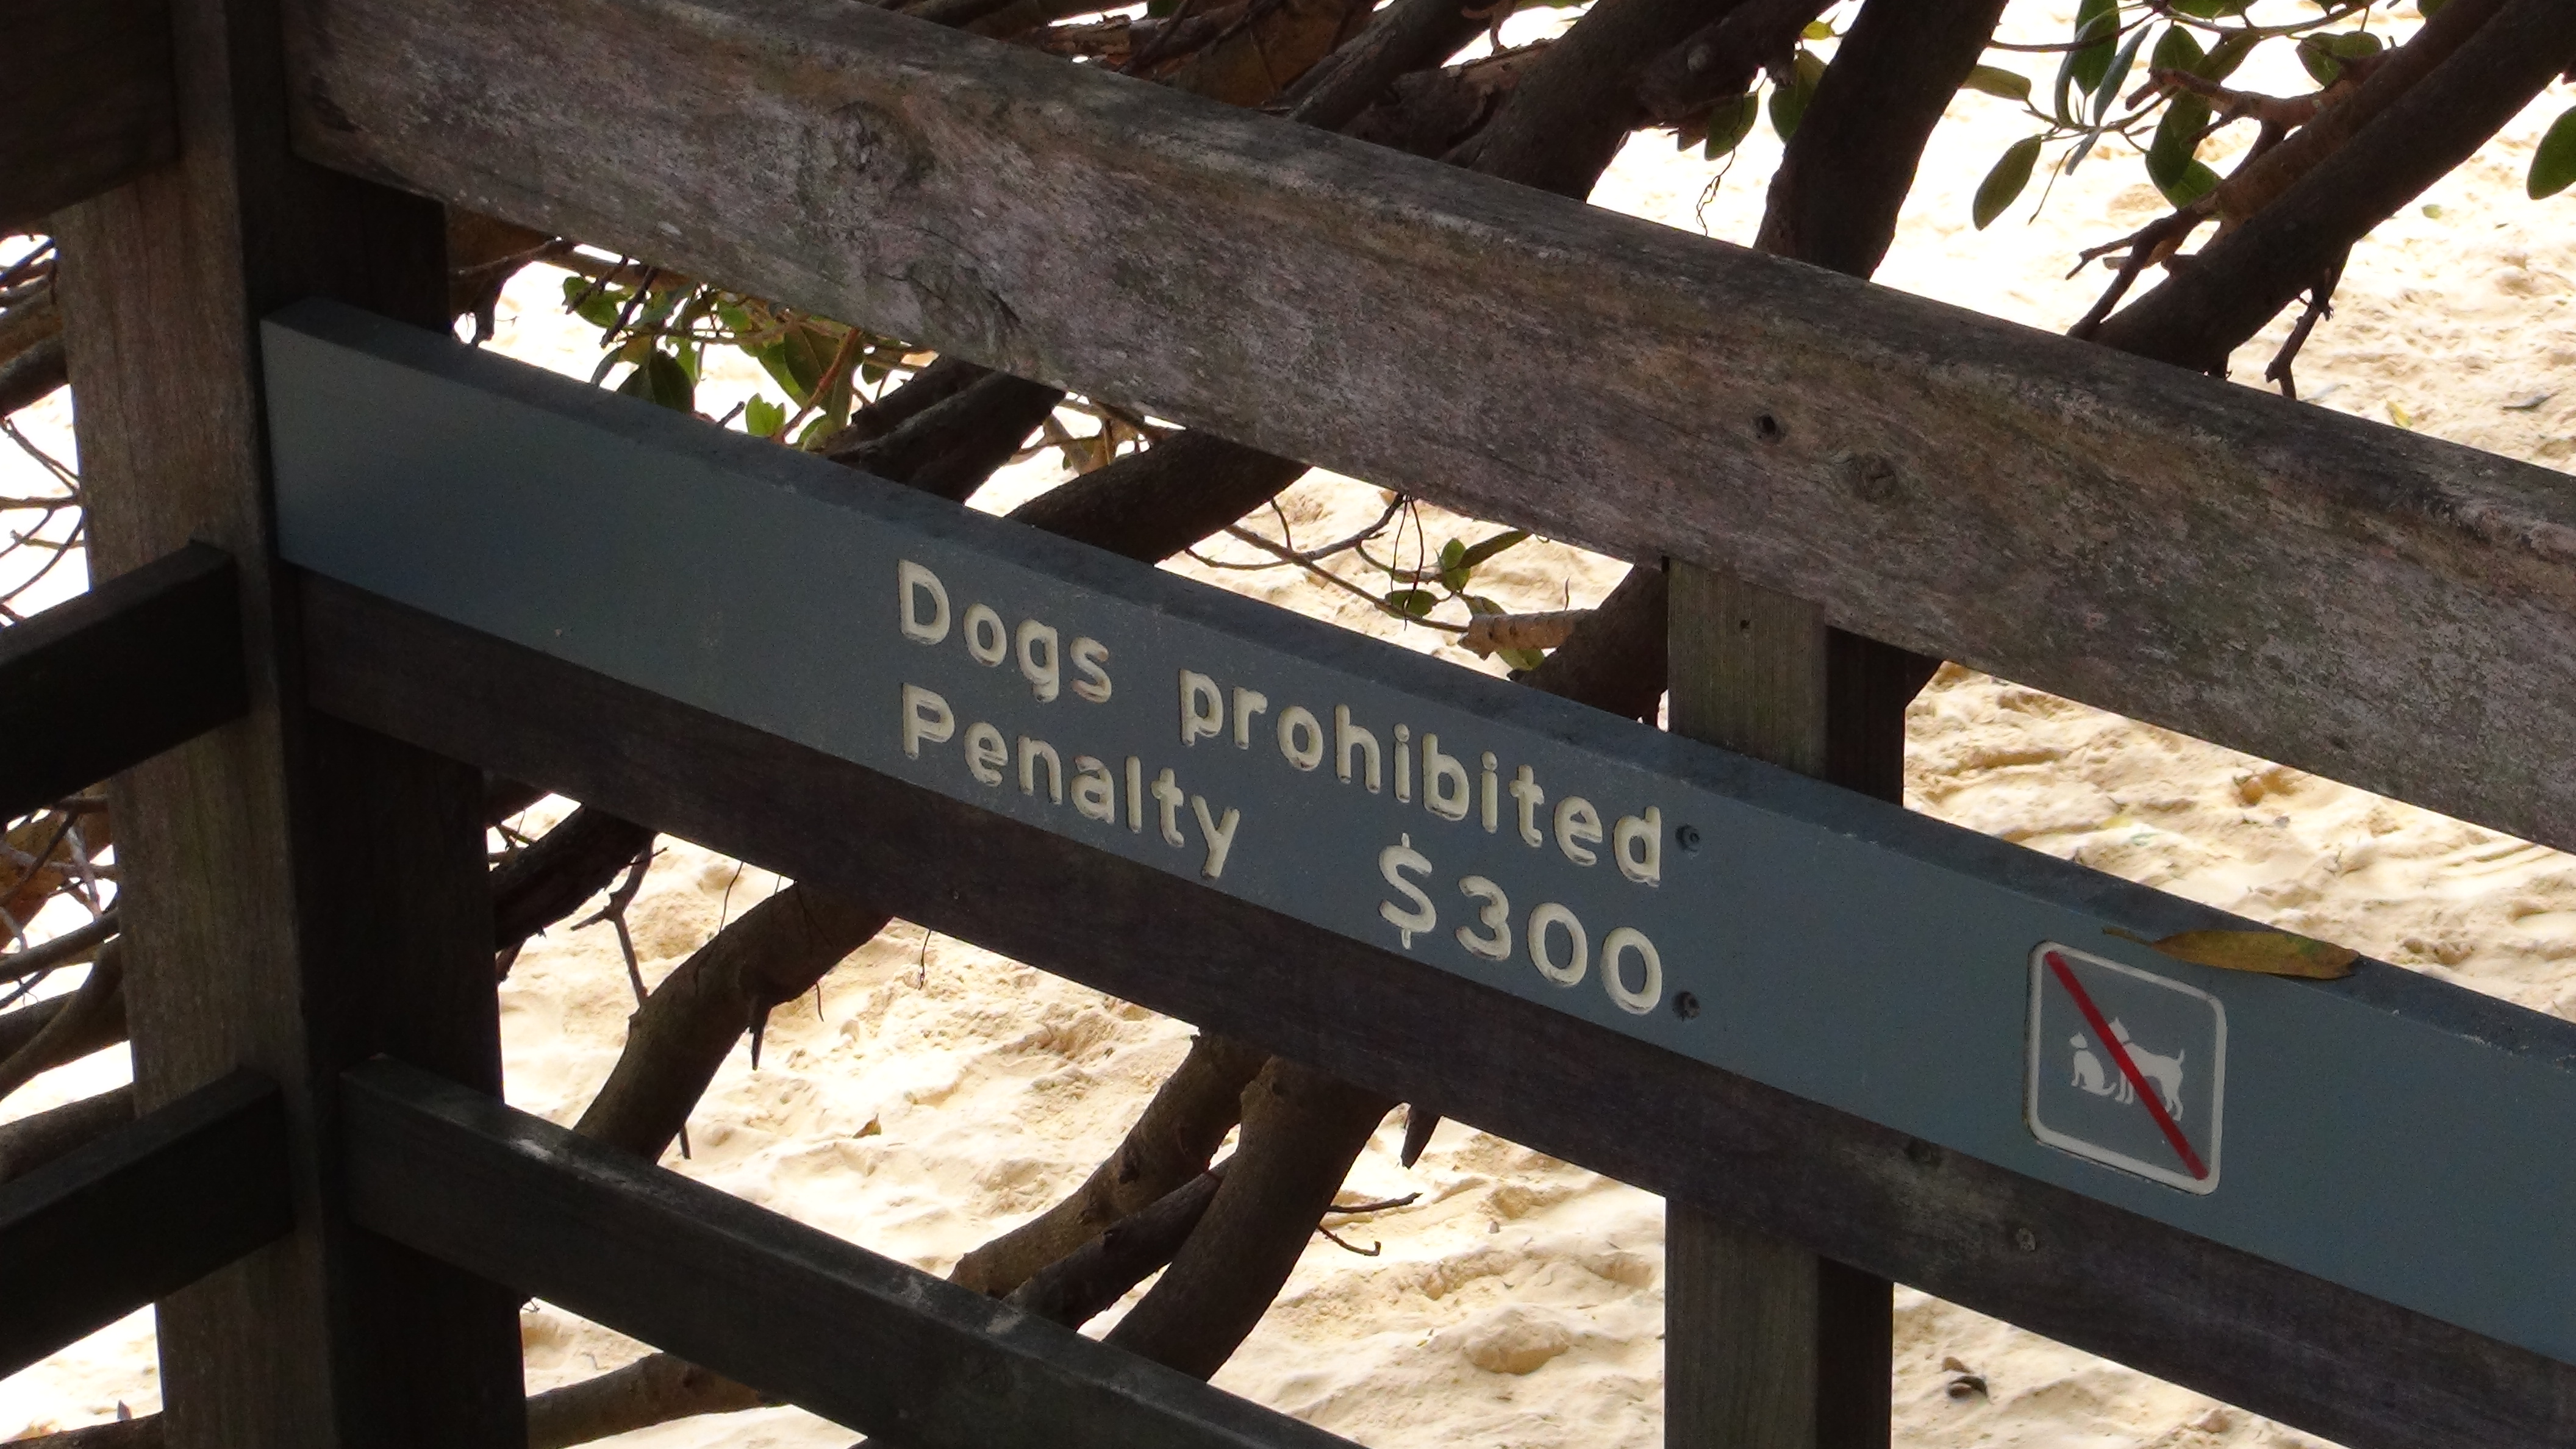 Dogs prohibited
Penalty $300